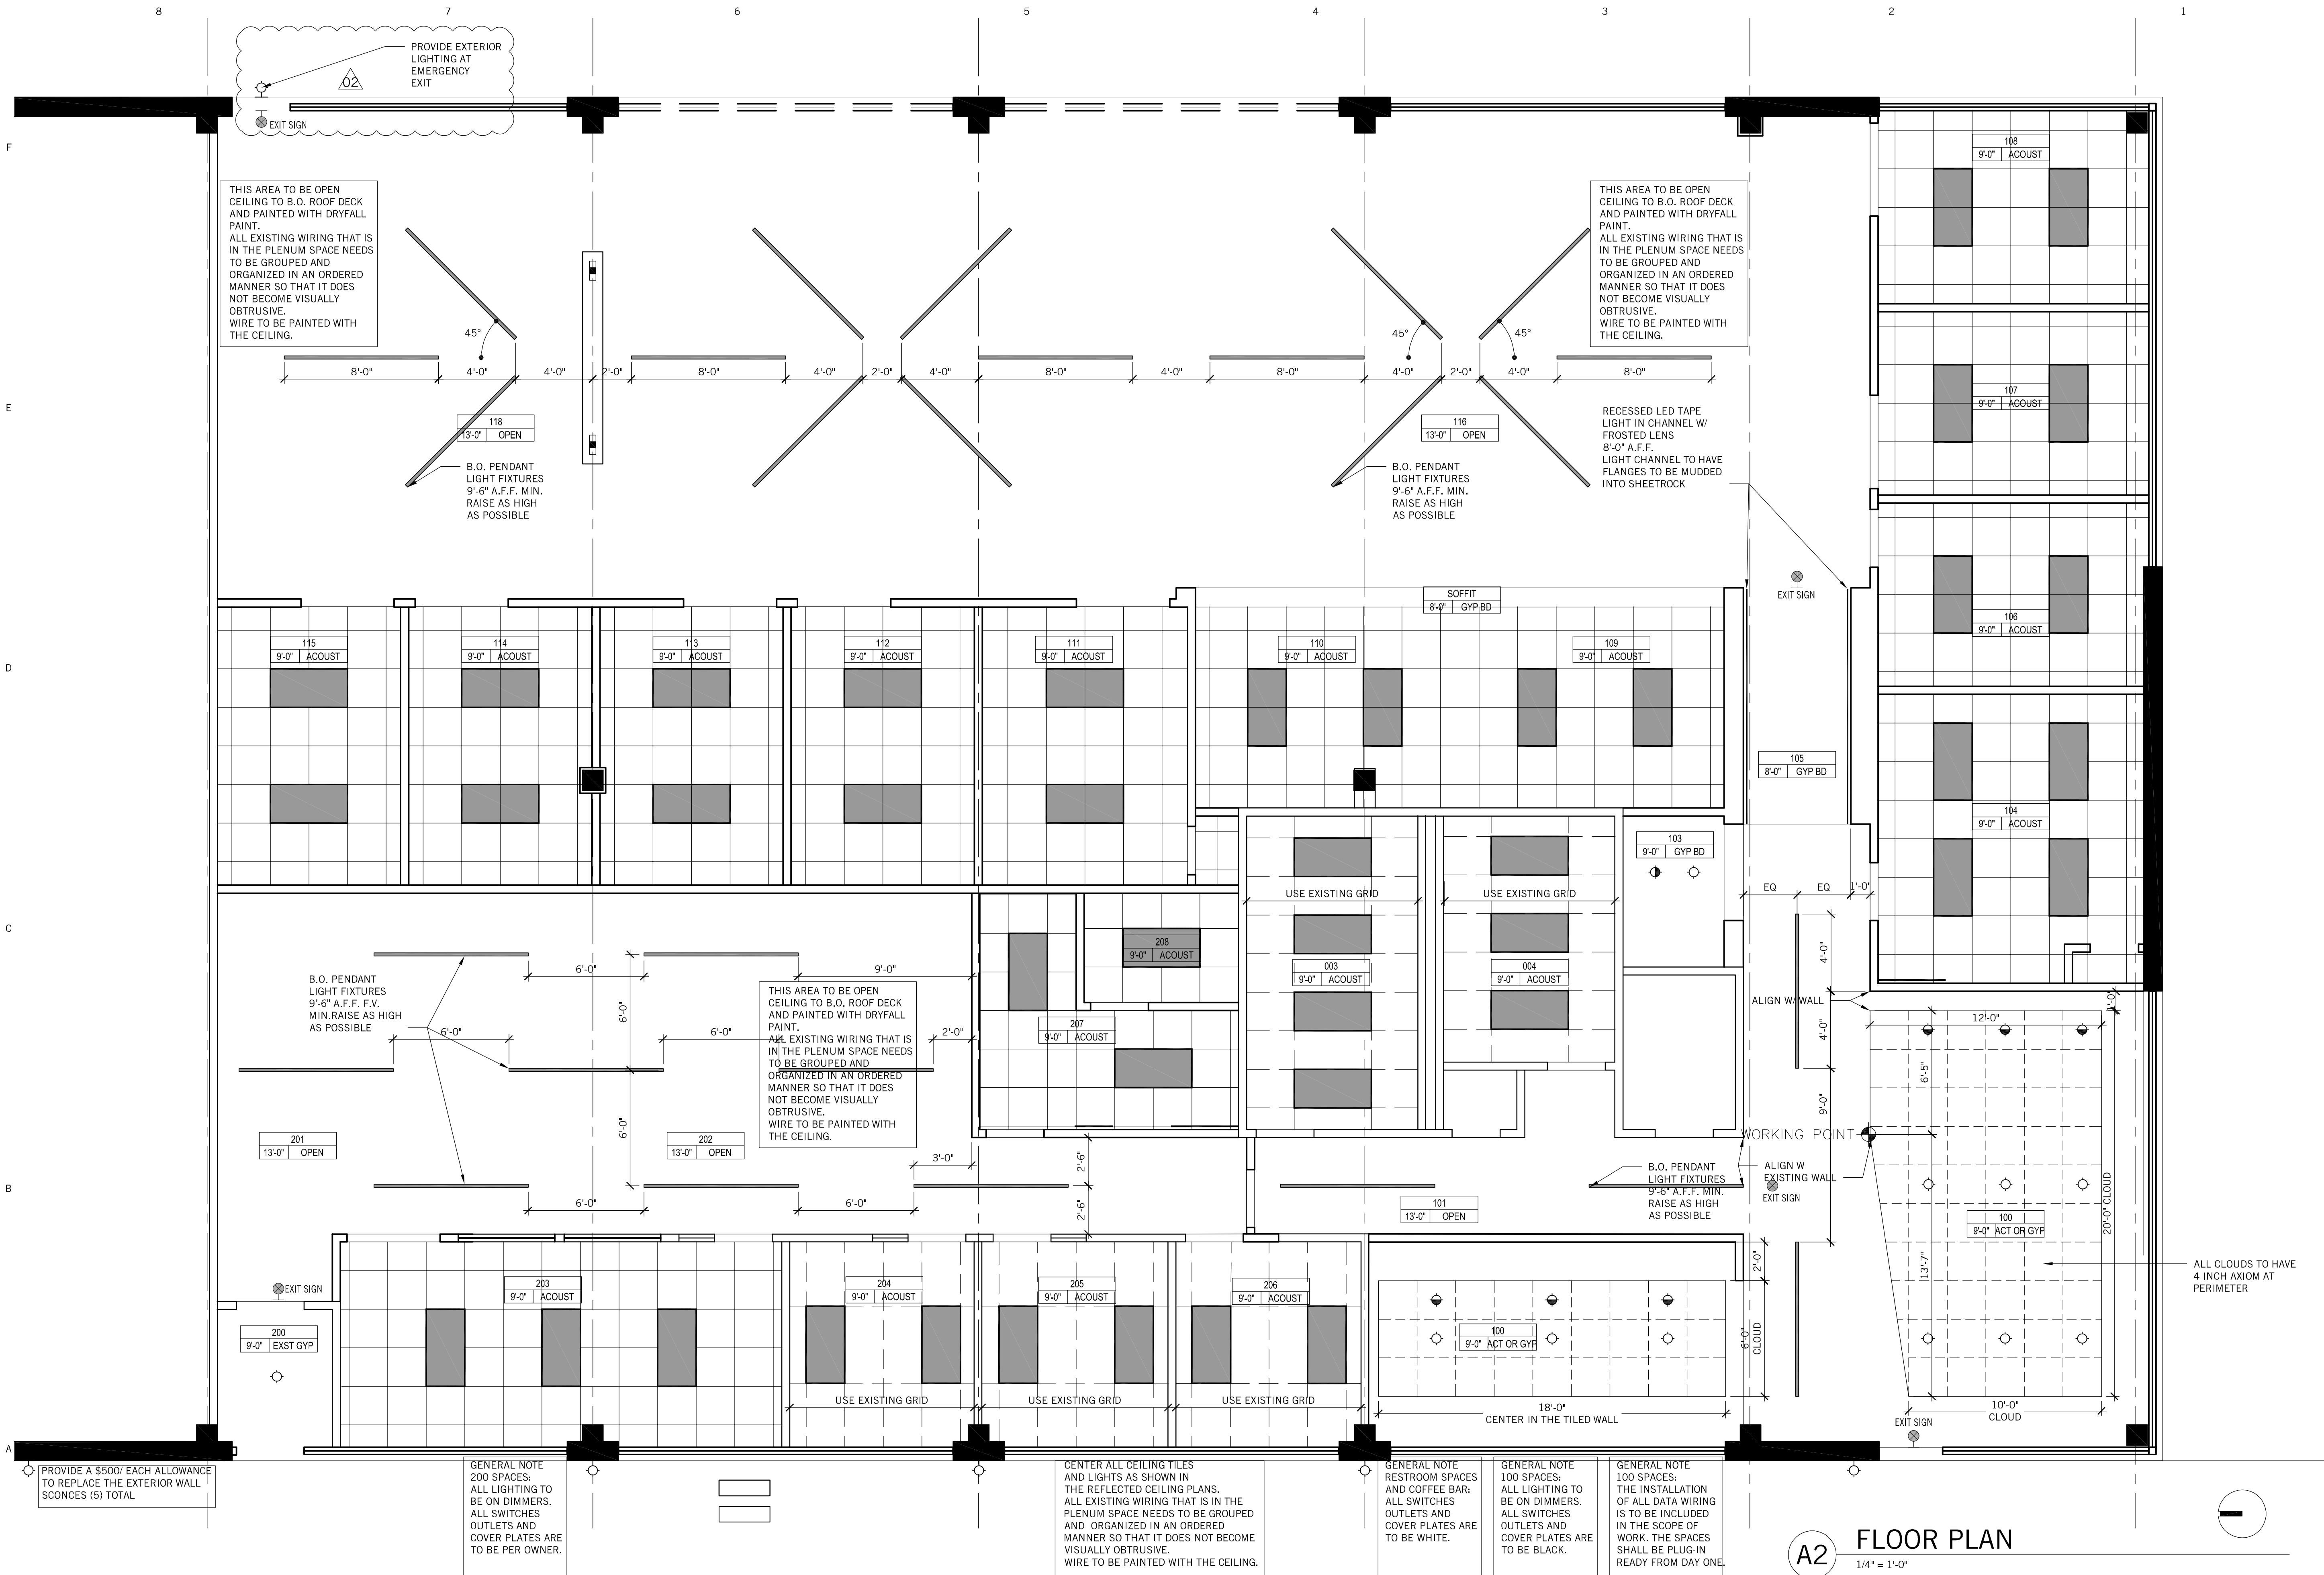 8 7 6 5 4 3 2 1
PROVIDE EXTERIOR
LIGHTING AT
EMERGENCY
EXIT
02
EXIT SIGN
F
THIS AREA TO BE OPEN
CEILING TO B.O. ROOF DECK
AND PAINTED WITH DRYFALL
PAINT.
ALL EXISTING WIRING THAT IS
IN THE PLENUM SPACE NEEDS
TO BE GROUPED AND
ORGANIZED IN AN ORDERED
MANNER SO THAT IT DOES
NOT BECOME VISUALLY
OBTRUSIVE.
WIRE TO BE PAINTED WITH
THE CEILING.
THIS AREA TO BE OPEN
CEILING TO B.O. ROOF DECK
AND PAINTED WITH DRYFALL
PAINT.
ALL EXISTING WIRING THAT IS
IN THE PLENUM SPACE NEEDS
TO BE GROUPED AND
ORGANIZED IN AN ORDERED
MANNER SO THAT IT DOES
NOT BECOME VISUALLY
OBTRUSIVE.
WIRE TO BE PAINTED WITH
THE CEILING.
108
9'-0" ACOUST
45° 45° 45°
8'-0" 4'-0" 4'-0" 2'-0" 8'-0" 4'-0" 2'-0" 4'-0" 8'-0" 4'-0" 8'-0" 4'-0" 2'-0" 4'-0" 8'-0"
107
9'-0" ACOUST
E
118
13'-0" OPEN
116
13'-0" OPEN
B.O. PENDANT
LIGHT FIXTURES
9'-6" A.F.F. MIN.
RAISE AS HIGH
AS POSSIBLE
B.O. PENDANT
LIGHT FIXTURES
9'-6" A.F.F. MIN.
RAISE AS HIGH
AS POSSIBLE
RECESSED LED TAPE
LIGHT IN CHANNEL W/
FROSTED LENS
8'-0" A.F.F.
LIGHT CHANNEL TO HAVE
FLANGES TO BE MUDDED
INTO SHEETROCK
EXIT SIGN
SOFFIT
8'-0" GYP BD
106
9'-0" ACOUST
D
115
9'-0" ACOUST
114
9'-0" ACOUST
113
9'-0" ACOUST
112
9'-0" ACOUST
111
9'-0" ACOUST
110
9'-0" ACOUST
109
9'-0" ACOUST
105
8'-0" GYP BD
104
9'-0" ACOUST
103
9'-0" GYP BD
USE EXISTING GRID
USE EXISTING GRID
EQ EQ 1'-0"
C
208
9'-0" ACOUST
003
9'-0" ACOUST
004
9'-0" ACOUST
4'-0"
4'-0"
9'-0"
6'-0" 9'-0"
B.O. PENDANT
LIGHT FIXTURES
9'-6" A.F.F. F.V.
MIN.RAISE AS HIGH
AS POSSIBLE
6'-0"
6'-0"
6'-0" 6'-0" 2'-0"
THIS AREA TO BE OPEN
CEILING TO B.O. ROOF DECK
AND PAINTED WITH DRYFALL
PAINT.
ALL EXISTING WIRING THAT IS
IN THE PLENUM SPACE NEEDS
TO BE GROUPED AND
ORGANIZED IN AN ORDERED
MANNER SO THAT IT DOES
NOT BECOME VISUALLY
OBTRUSIVE.
WIRE TO BE PAINTED WITH
THE CEILING.
207
9'-0" ACOUST
ALIGN W/ WALL
1'-0"
12'-0"
6'-5"
WORKING POINT
201
13'-0" OPEN
202
13'-0" OPEN
3'-0"
2'-6"
2'-6"
B
6'-0" 6'-0"
B.O. PENDANT
LIGHT FIXTURES
9'-6" A.F.F. MIN.
RAISE AS HIGH
AS POSSIBLE
ALIGN W
EXISTING WALL
EXIT SIGN
101
13'-0" OPEN
100
9'-0" ACT OR GYP
20'-0" CLOUD
13'-7"
ALL CLOUDS TO HAVE
4 INCH AXIOM AT
PERIMETER
EXIT SIGN
203
9'-0" ACOUST
204
9'-0" ACOUST
205
9'-0" ACOUST
206
9'-0" ACOUST
2'-0"
200
9'-0" EXST GYP
100
9'-0" ACT OR GYP
6'-0"
CLOUD
USE EXISTING GRID
USE EXISTING GRID
USE EXISTING GRID
18'-0"
CENTER IN THE TILED WALL
10'-0"
CLOUD
EXIT SIGN
A
PROVIDE A $500/ EACH ALLOWANCE
TO REPLACE THE EXTERIOR WALL
SCONCES (5) TOTAL
GENERAL NOTE
200 SPACES:
ALL LIGHTING TO
BE ON DIMMERS.
ALL SWITCHES
OUTLETS AND
COVER PLATES ARE
TO BE PER OWNER.
CENTER ALL CEILING TILES
AND LIGHTS AS SHOWN IN
THE REFLECTED CEILING PLANS.
ALL EXISTING WIRING THAT IS IN THE
PLENUM SPACE NEEDS TO BE GROUPED
AND ORGANIZED IN AN ORDERED
MANNER SO THAT IT DOES NOT BECOME
VISUALLY OBTRUSIVE.
WIRE TO BE PAINTED WITH THE CEILING.
GENERAL NOTE
RESTROOM SPACES
AND COFFEE BAR:
ALL SWITCHES
OUTLETS AND
COVER PLATES ARE
TO BE WHITE.
GENERAL NOTE
100 SPACES:
ALL LIGHTING TO
BE ON DIMMERS.
ALL SWITCHES
OUTLETS AND
COVER PLATES ARE
TO BE BLACK.
GENERAL NOTE
100 SPACES:
THE INSTALLATION
OF ALL DATA WIRING
IS TO BE INCLUDED
IN THE SCOPE OF
WORK. THE SPACES
SHALL BE PLUG-IN
READY FROM DAY ONE.
A2
FLOOR PLAN
1/4" = 1'-0"